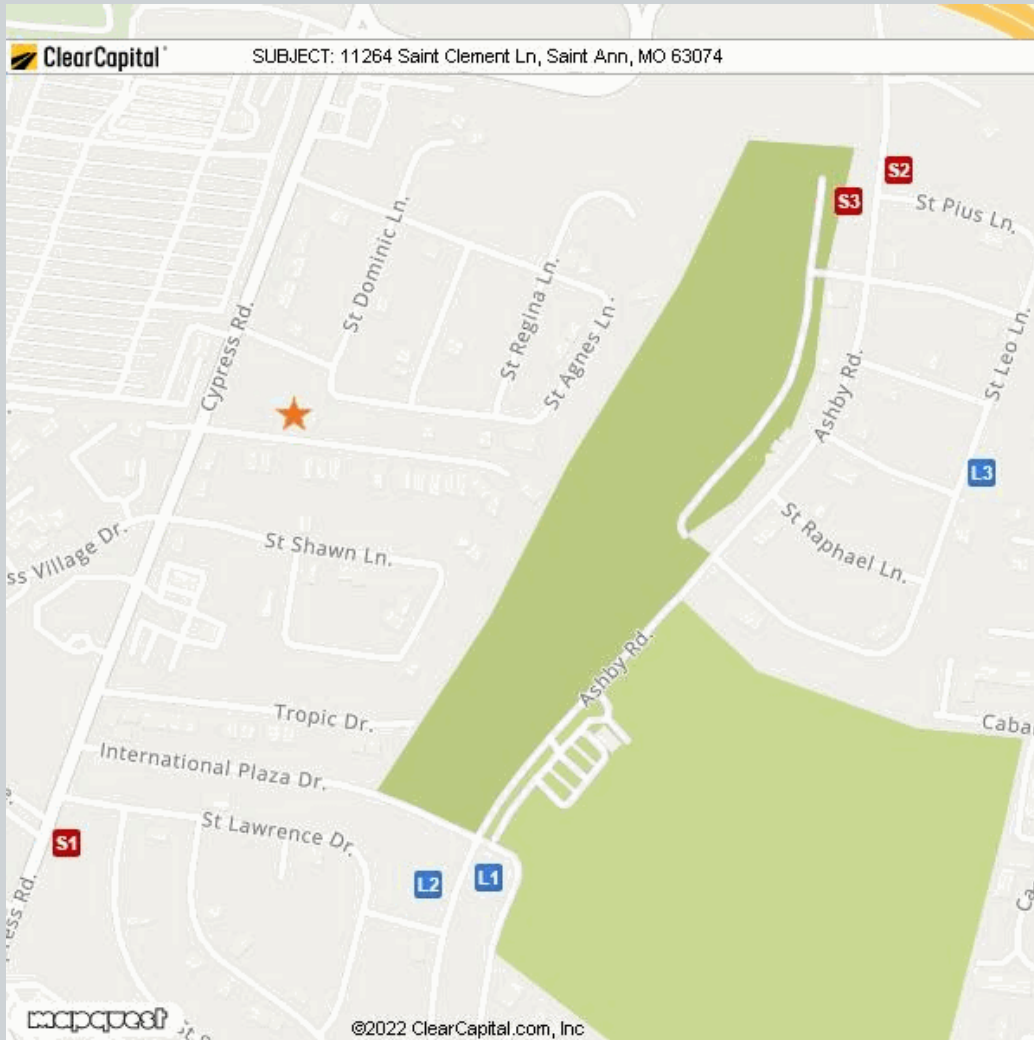 ClearCapital
SUBJECT: 11264 Saint Clement Ln, Saint Ann, MO 63074
S2
S3
St Pius Ln.
St Dominic Ln.
St Regina Ln.
St Agnes Ln.
Cypress Rd.
Ashby Rd.
St Leo Ln.
L3
St Raphael Ln.
St Shawn Ln.
ss Village Dr.
Ashby Rd.
Tropic Dr.
Caba
International Plaza Dr.
St Lawrence Dr.
S1
L2
L1
press Rd.
Ca
mapquest
©2022 ClearCapital.com, Inc